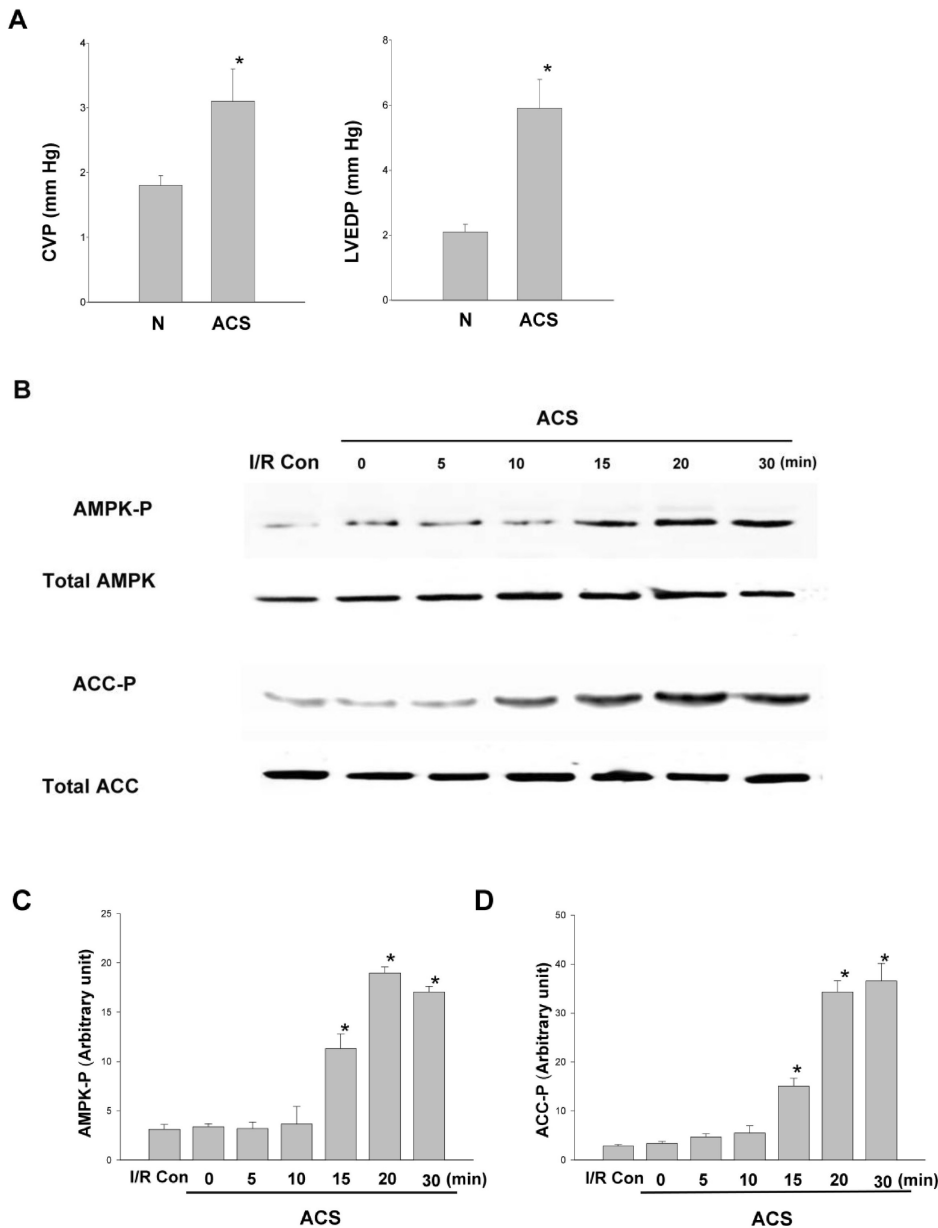 A
CVP (mm Hg)
4
3
2
1
0
*
N ACS
LVEDP (mm Hg)
8
6
4
2
0
*
N ACS
B
ACS
I/R Con 0 5 10 15 20 30 (min)
AMPK-P
Total AMPK
ACC-P
Total ACC
C
AMPK-P (Arbitrary unit)
25
20
15
10
5
0
* * *
I/R Con 0 5 10 15 20 30 (min)
ACS
D
ACC-P (Arbitrary unit)
50
40
30
20
10
0
* * *
I/R Con 0 5 10 15 20 30 (min)
ACS